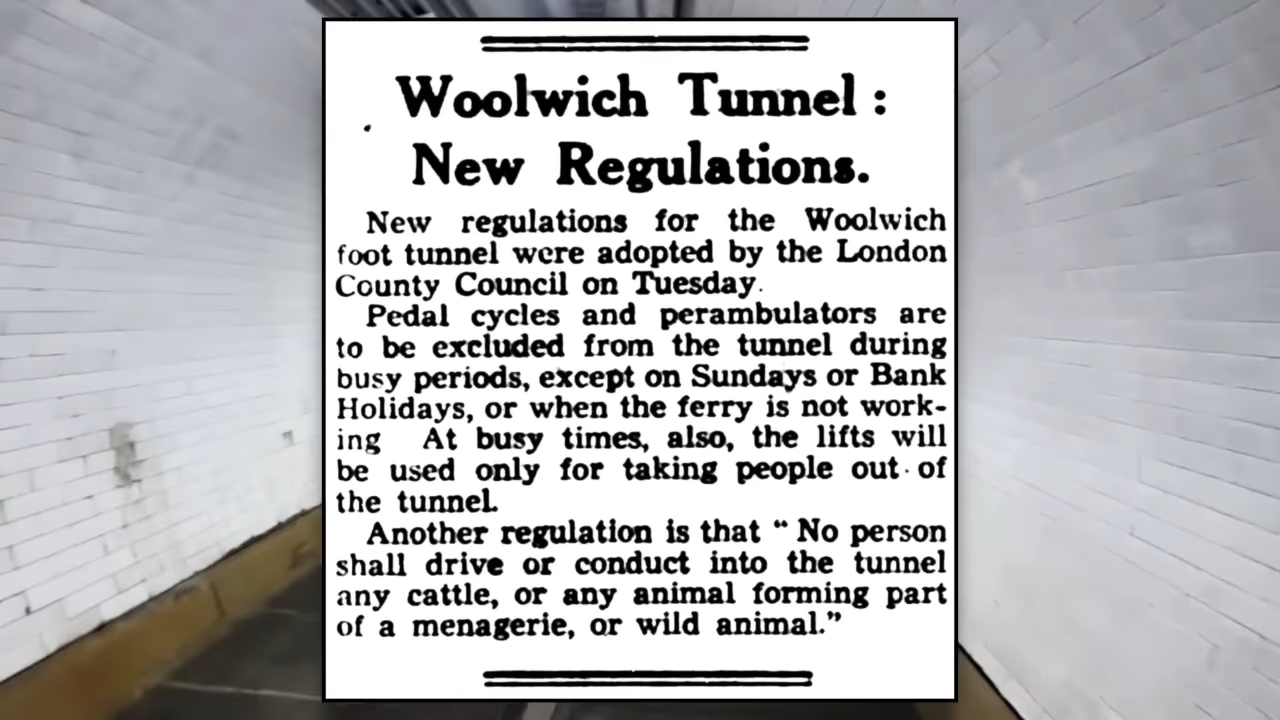 Woolwich Tunnel :
New Regulations.
New regulations for the Woolwich
foot tunnel were adopted by the London
County Council on Tuesday.
Pedal cycles and perambulators are
to be excluded from the tunnel during
busy periods, except on Sundays or Bank
Holidays, or when the ferry is not work-
ing At busy times, also, the lifts will
be used only for taking people out of
the tunnel.
Another regulation is that “ No person
shall drive or conduct into the tunnel
any cattle, or any animal forming part
of a menagerie, or wild animal.”